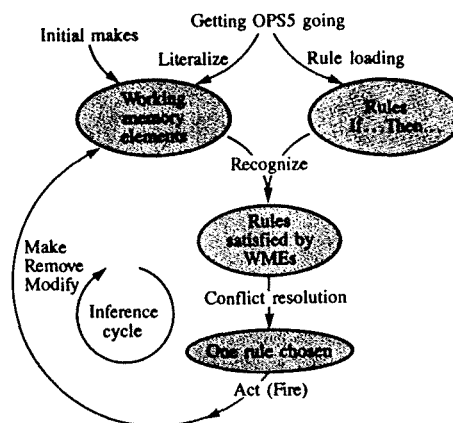 Getting OPS5 going
Initial makes
Literalize
Rule loading
Working
memory
elements
Rules
If...Then...
Recognize
Rules
satisfied by
WMEs
Make
Remove
Modify
Inference
cycle
Conflict resolution
One rule chosen
Act (Fire)